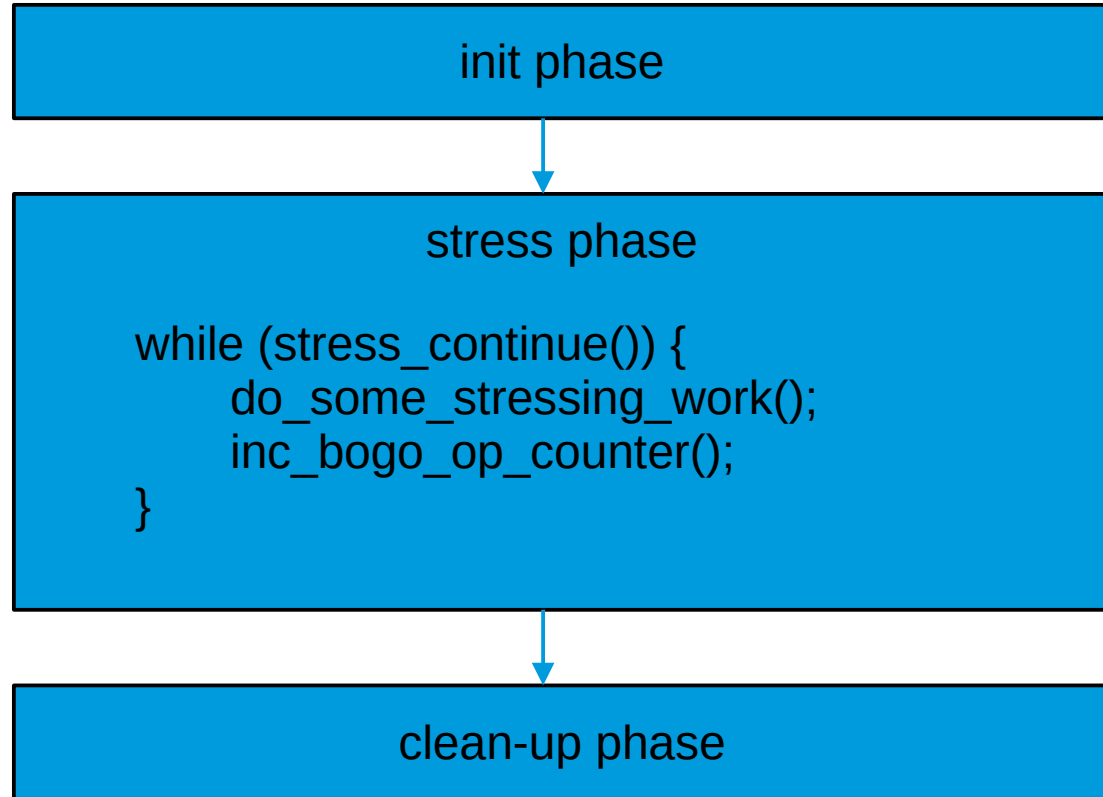 init phase
stress phase
while (stress_continue()) {
do_some_stressing_work();
inc_bogo_op_counter();
}
clean-up phase